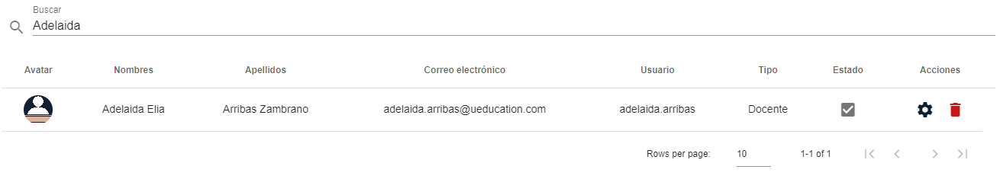 Buscar
Adelaida
Avatar Nombres Apellidos Correo electrónico Usuario Tipo Estado Acciones
Adelaida Elia Arribas Zambrano adelaida.arribas@ueducation.com adelaida.arribas Docente
Rows per page: 10 1-1 of 1